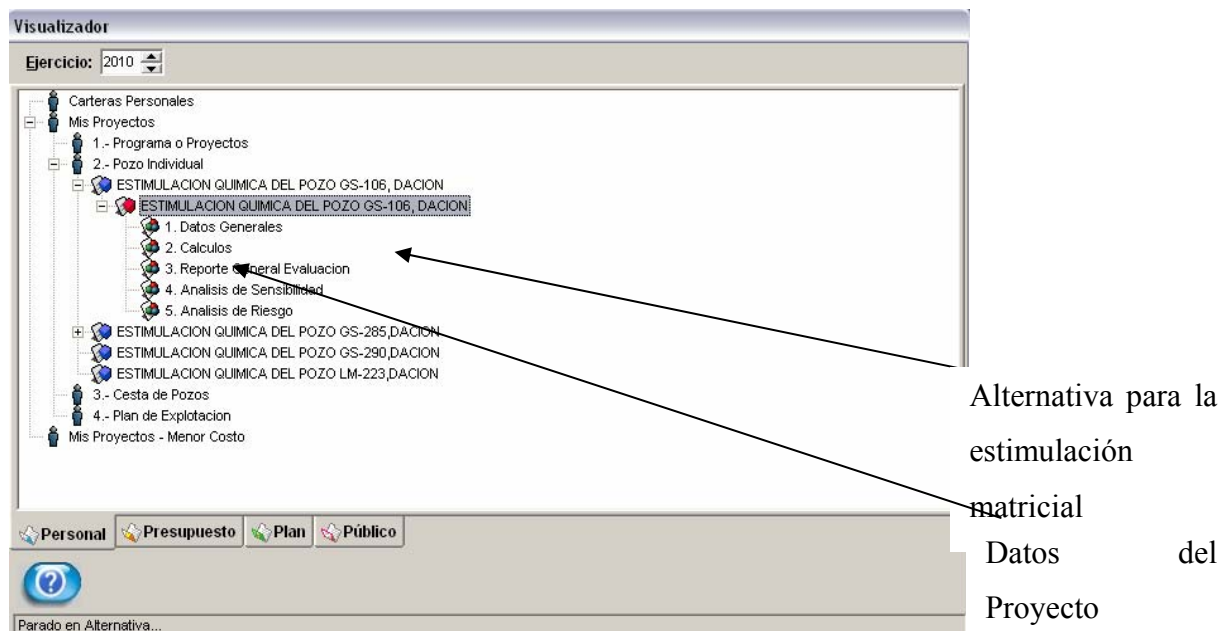 Visualizador
Ejercicio: 2010
Carteras Personales
Mis Proyectos
1.- Programa o Proyectos
2.- Pozo Individual
ESTIMULACION QUIMICA DEL POZO GS-106, DACION
ESTIMULACION QUIMICA DEL POZO GS-106, DACION
1. Datos Generales
2. Calculos
3. Reporte General Evaluacion
4. Analisis de Sensibilidad
5. Analisis de Riesgo
ESTIMULACION QUIMICA DEL POZO GS-285,DACION
ESTIMULACION QUIMICA DEL POZO GS-290,DACION
ESTIMULACION QUIMICA DEL POZO LM-223,DACION
3.- Cesta de Pozos
4.- Plan de Explotacion
Mis Proyectos - Menor Costo
Personal Presupuesto Plan Público
?
Parado en Alternativa...
Alternativa para la
estimulación
matricial
Datos del
Proyecto